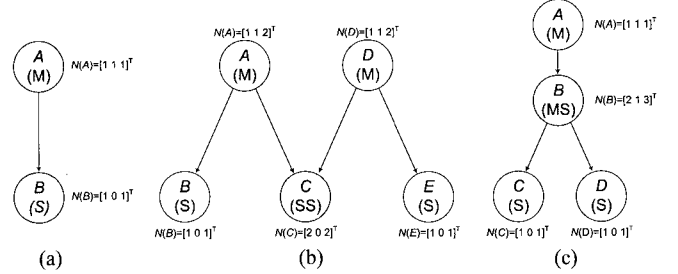 A
(M)
N(A)=[1 1 1]ᵀ
B
(S)
N(B)=[1 0 1]ᵀ
(a)
N(A)=[1 1 2]ᵀ
A
(M)
N(D)=[1 1 2]ᵀ
D
(M)
B
(S)
N(B)=[1 0 1]ᵀ
C
(SS)
N(C)=[2 0 2]ᵀ
E
(S)
N(E)=[1 0 1]ᵀ
(b)
A
(M)
N(A)=[1 1 1]ᵀ
B
(MS)
N(B)=[2 1 3]ᵀ
C
(S)
N(C)=[1 0 1]ᵀ
D
(S)
N(D)=[1 0 1]ᵀ
(c)